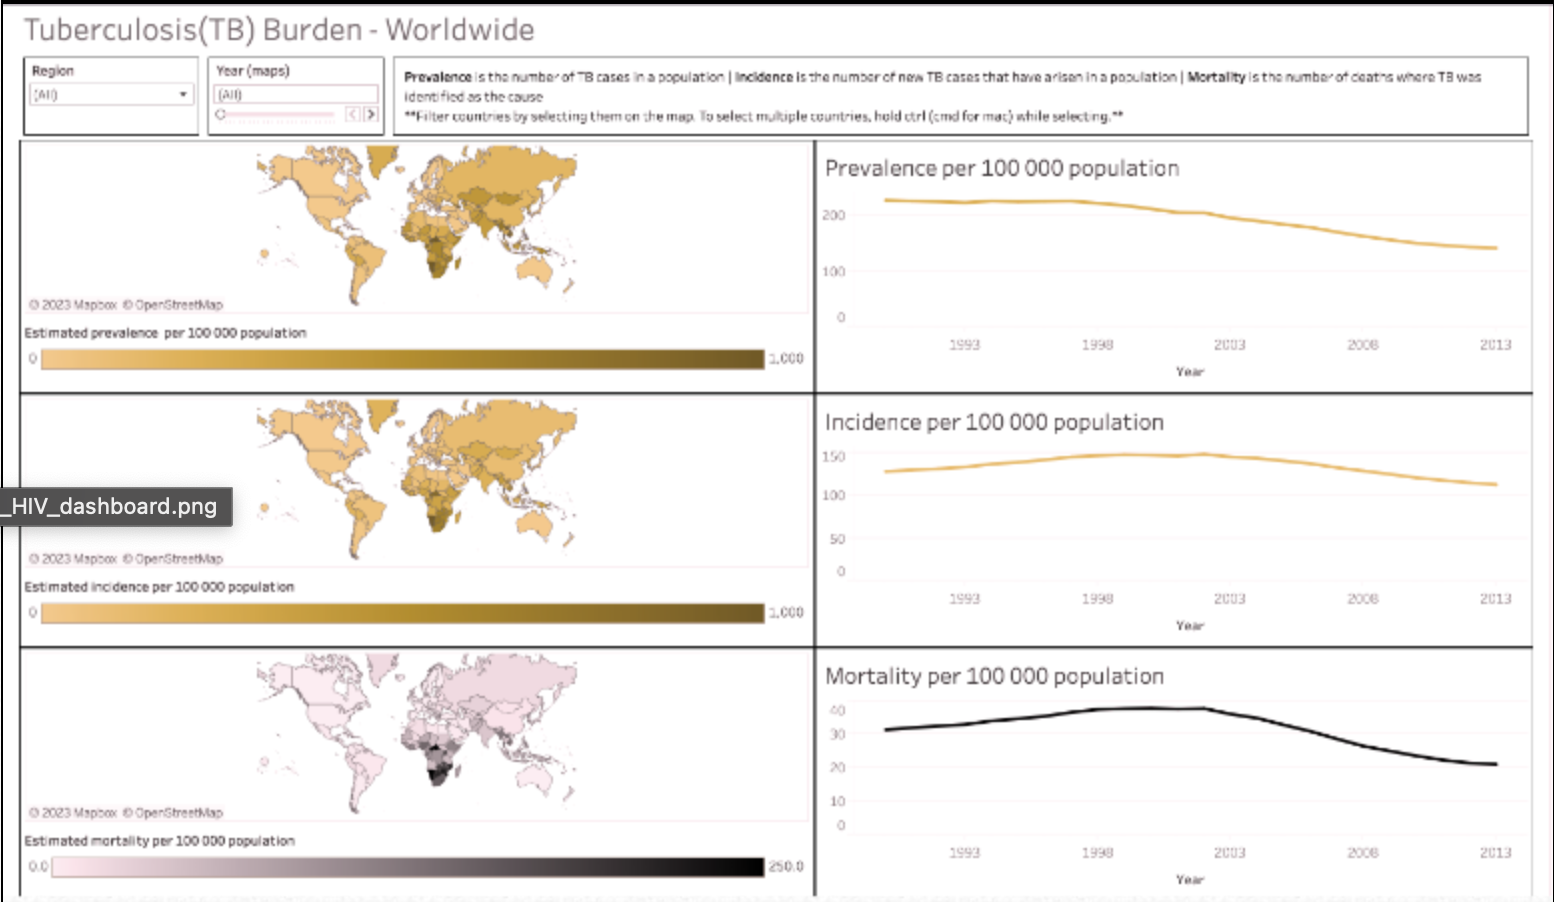 Tuberculosis(TB) Burden - Worldwide
Region
(All)
Year (maps)
(All)
Prevalence is the number of TB cases in a population | Incidence is the number of new TB cases that have arisen in a population | Mortality is the number of deaths where TB was
identified as the cause
**Filter countries by selecting them on the map. To select multiple countries, hold ctrl (cmd for mac) while selecting.**
© 2023 Mapbox © OpenStreetMap
Estimated prevalence per 100 000 population
0
1,000
Prevalence per 100 000 population
200
100
0
1993 1998 2003 2008 2013
Year
_HIV_dashboard.png
© 2023 Mapbox © OpenStreetMap
Estimated incidence per 100 000 population
0
1,000
Incidence per 100 000 population
150
100
50
0
1993 1998 2003 2008 2013
Year
© 2023 Mapbox © OpenStreetMap
Estimated mortality per 100 000 population
0.0
250.0
Mortality per 100 000 population
40
30
20
10
0
1993 1998 2003 2008 2013
Year